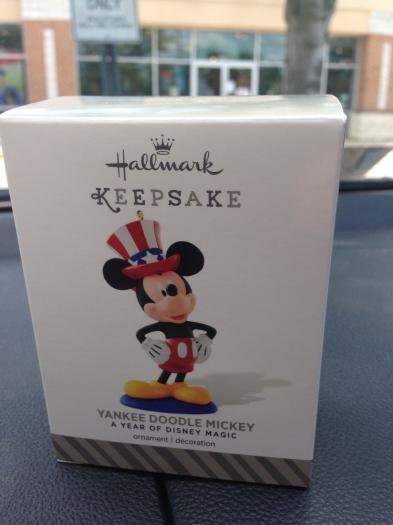 ONLY
Hallmark
KEEPSAKE
YANKEE DOODLE MICKEY
A YEAR OF DISNEY MAGIC
ornament | décoration